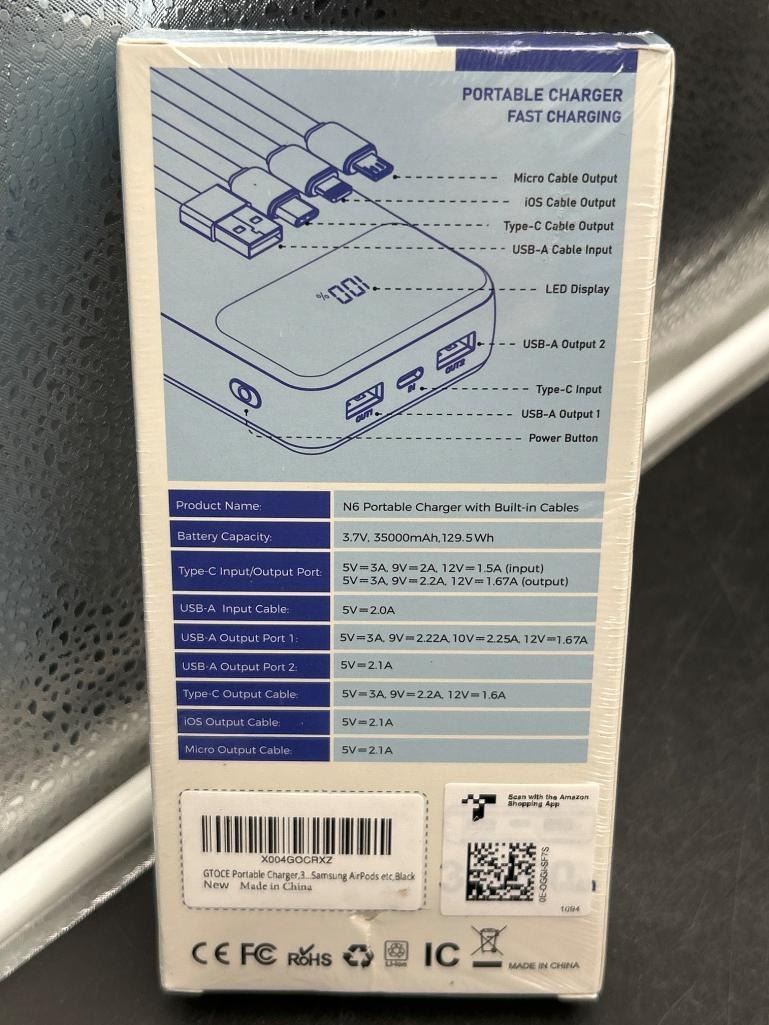 PORTABLE CHARGER
FAST CHARGING
Micro Cable Output
iOS Cable Output
Type-C Cable Output
USB-A Cable Input
100%
LED Display
USB-A Output 2
OUT2
Type-C Input
IN
USB-A Output 1
OUT1
Power Button
Product Name: N6 Portable Charger with Built-in Cables
Battery Capacity: 3.7V, 35000mAh,129.5Wh
Type-C Input/Output Port: 5V=3A, 9V=2A, 12V=1.5A (input)
5V=3A, 9V=2.2A, 12V=1.67A (output)
USB-A Input Cable: 5V=2.0A
USB-A Output Port 1: 5V=3A, 9V=2.22A, 10V=2.25A, 12V=1.67A
USB-A Output Port 2: 5V=2.1A
Type-C Output Cable: 5V=3A, 9V=2.2A, 12V=1.6A
iOS Output Cable: 5V=2.1A
Micro Output Cable: 5V=2.1A
X004GOCRXZ
GTOCE Portable Charger,3...Samsung AirPods etc,Black
New Made in China
Scan with the Amazon
Shopping App
1094
CE FC RoHS Li-ion IC MADE IN CHINA